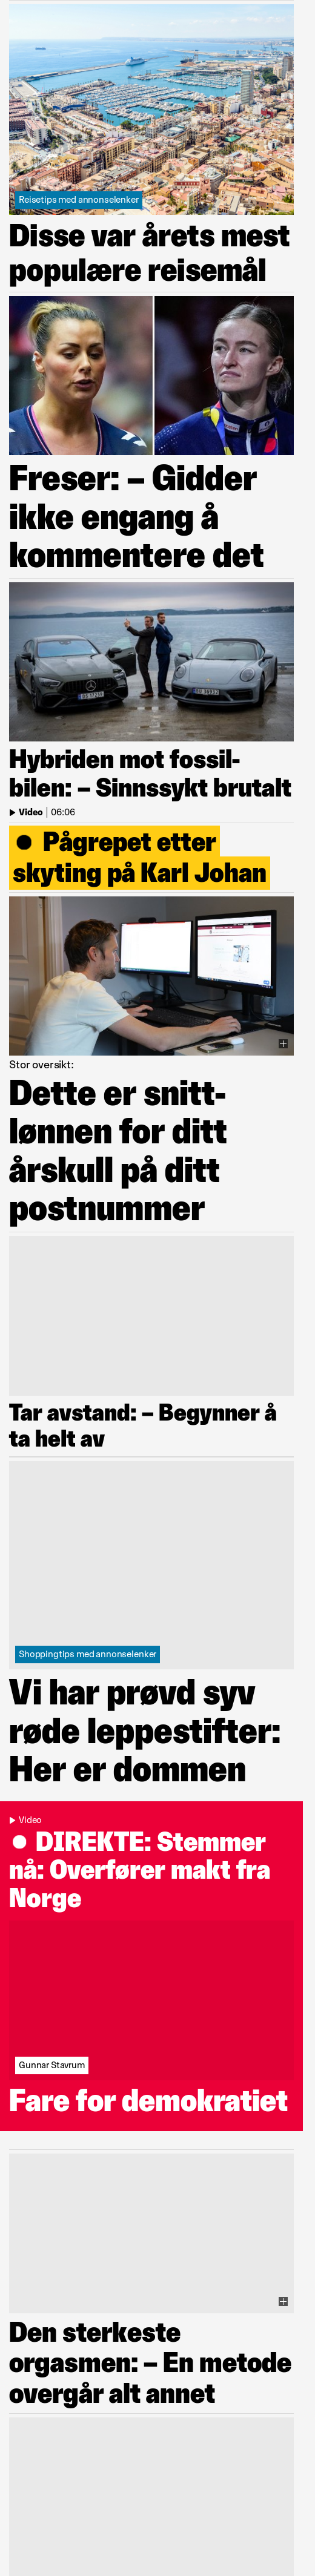 Reisetips med annonselenker
Disse var årets mest
populære reisemål
Freser: – Gidder
ikke engang å
kommentere det
Hybriden mot fossil-
bilen: – Sinnssykt brutalt
Video | 06:06
Pågrepet etter
skyting på Karl Johan
Stor oversikt:
Dette er snitt-
lønnen for ditt
årskull på ditt
postnummer
Tar avstand: – Begynner å
ta helt av
Shoppingtips med annonselenker
Vi har prøvd syv
røde leppestifter:
Her er dommen
Video
DIREKTE: Stemmer
nå: Overfører makt fra
Norge
Gunnar Stavrum
Fare for demokratiet
Den sterkeste
orgasmen: – En metode
overgår alt annet